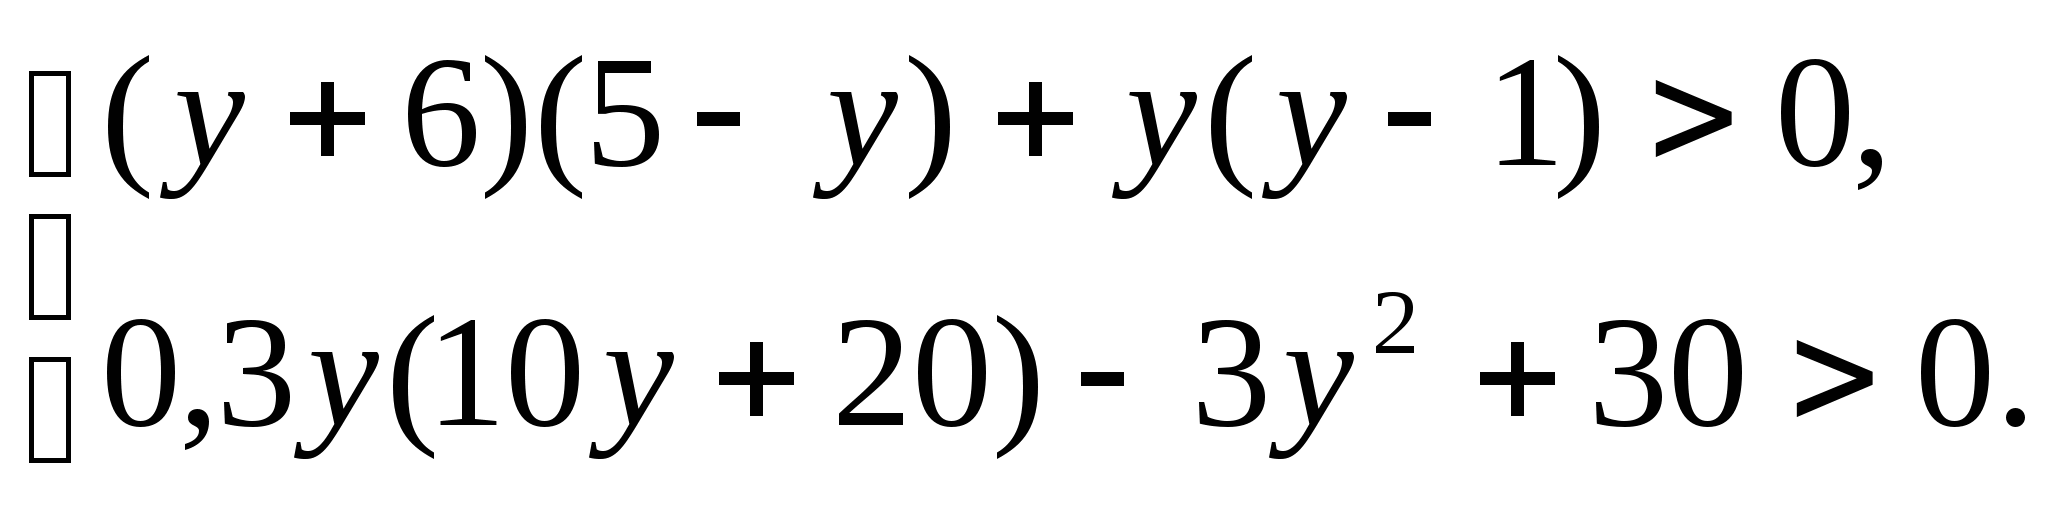 (y + 6)(5 - y) + y(y - 1) > 0,
0,3y(10y + 20) - 3y² + 30 > 0.